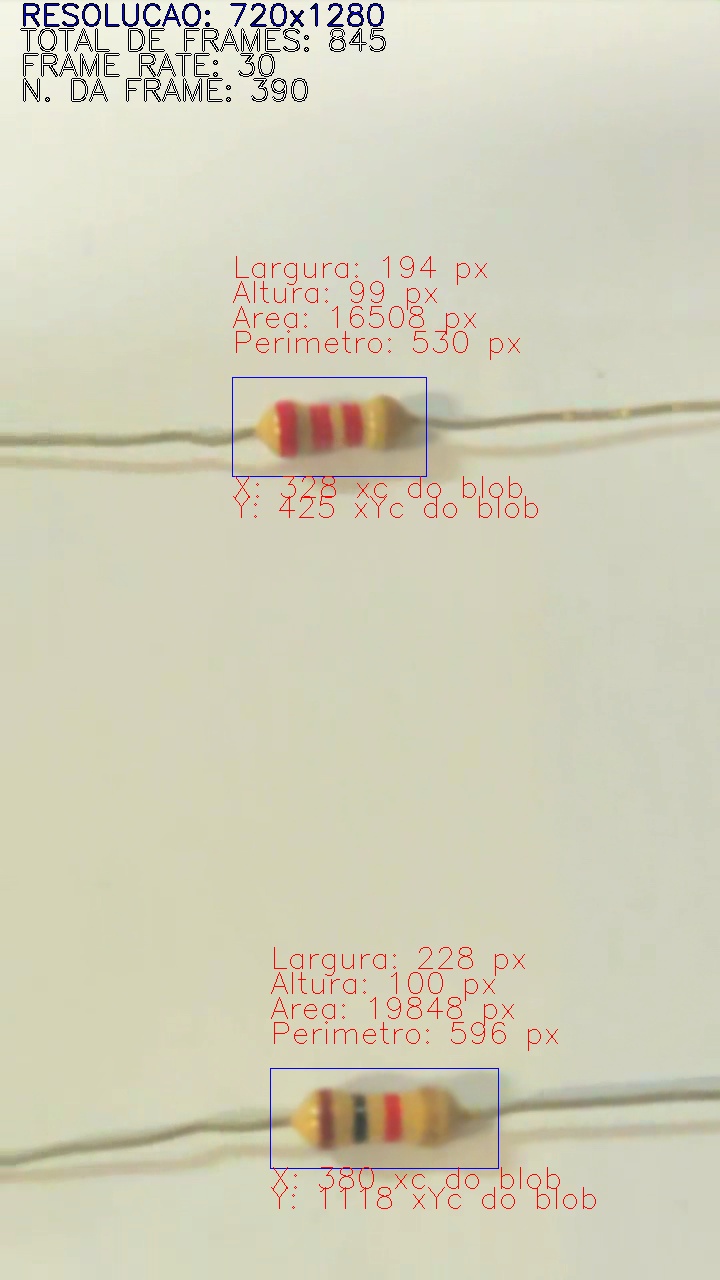 RESOLUCAO: 720x1280
TOTAL DE FRAMES: 845
FRAME RATE: 30
N. DA FRAME: 390
Largura: 194 px
Altura: 99 px
Area: 16508 px
Perimetro: 530 px
X: 328 xc do blob
Y: 425 xYc do blob
Largura: 228 px
Altura: 100 px
Area: 19848 px
Perimetro: 596 px
X: 380 xc do blob
Y: 1118 xYc do blob